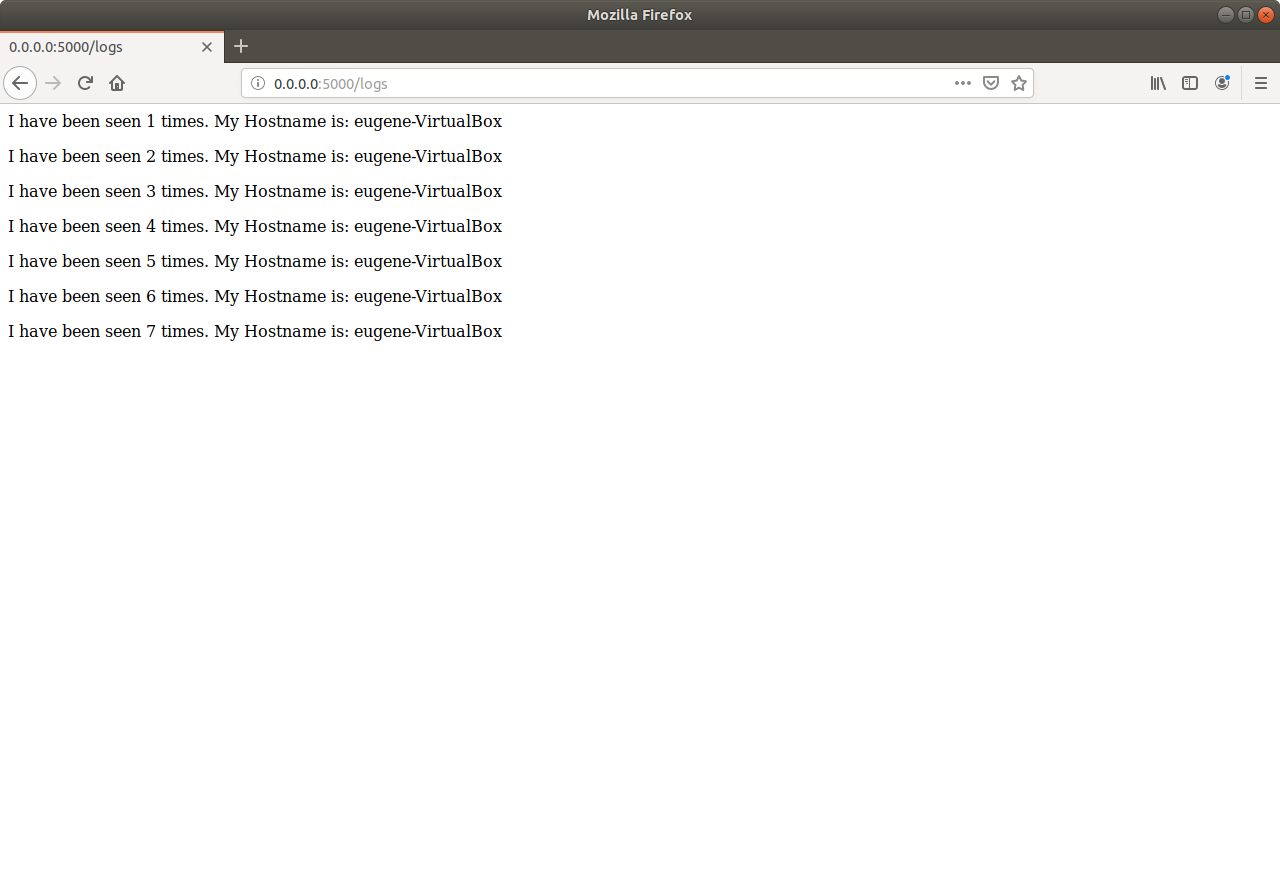 Mozilla Firefox
0.0.0.0:5000/logs
0.0.0.0:5000/logs
I have been seen 1 times. My Hostname is: eugene-VirtualBox
I have been seen 2 times. My Hostname is: eugene-VirtualBox
I have been seen 3 times. My Hostname is: eugene-VirtualBox
I have been seen 4 times. My Hostname is: eugene-VirtualBox
I have been seen 5 times. My Hostname is: eugene-VirtualBox
I have been seen 6 times. My Hostname is: eugene-VirtualBox
I have been seen 7 times. My Hostname is: eugene-VirtualBox